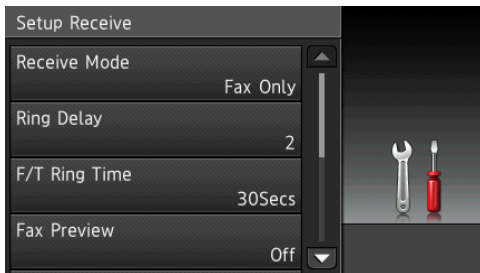 Setup Receive
Receive Mode
Fax Only
Ring Delay
2
F/T Ring Time
30Secs
Fax Preview
Off